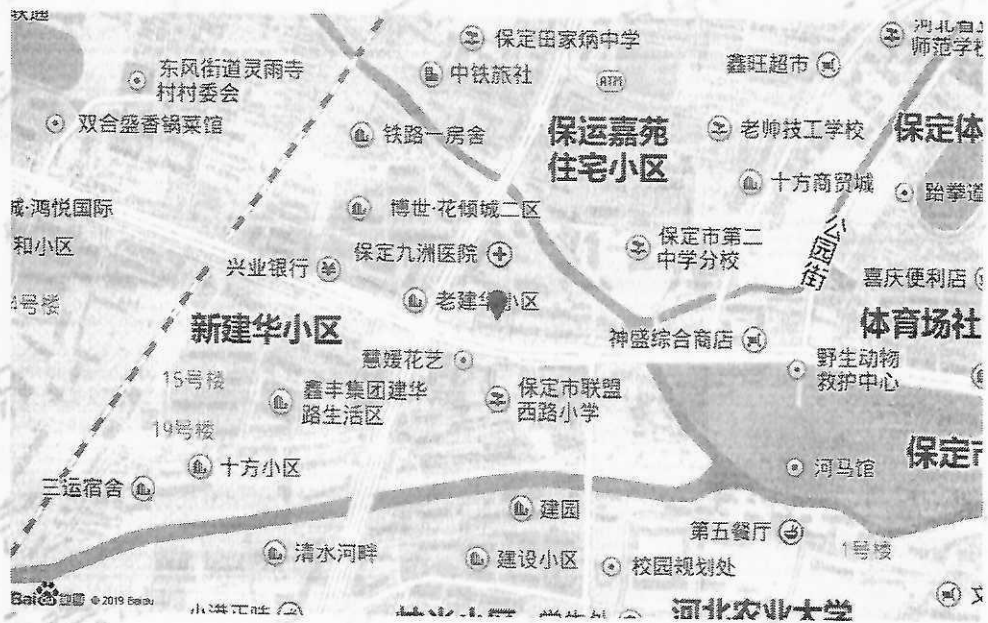 联通
保定田家炳中学
河北省
师范学校
东风街道灵雨寺
村村委会
中铁旅社
ATM
鑫旺超市
双合盛香锅菜馆
铁路一房舍
保运嘉苑
住宅小区
老帅技工学校
保定体
十方商贸城
跆拳道
城·鸿悦国际
博世·花倾城二区
公园街
和小区
兴业银行
保定九洲医院
保定市第二
中学分校
喜庆便利店
号楼
老建华小区
新建华小区
神盛综合商店
体育场社
慧媛花艺
野生动物
救护中心
15号楼
鑫丰集团建华
路生活区
保定市联盟
西路小学
19号楼
保定市
十方小区
河马馆
三运宿舍
建园
第五餐厅
1号楼
清水河畔
建设小区
校园规划处
Bai 地图 © 2019 Baidu
河北农业大学